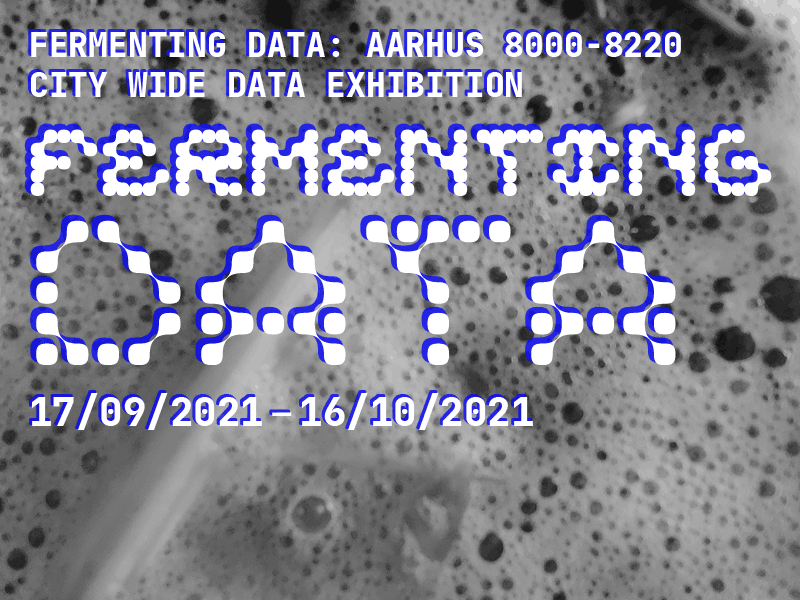 FERMENTING DATA: AARHUS 8000-8220
CITY WIDE DATA EXHIBITION
FERMENTING
DATA
17/09/2021–16/10/2021